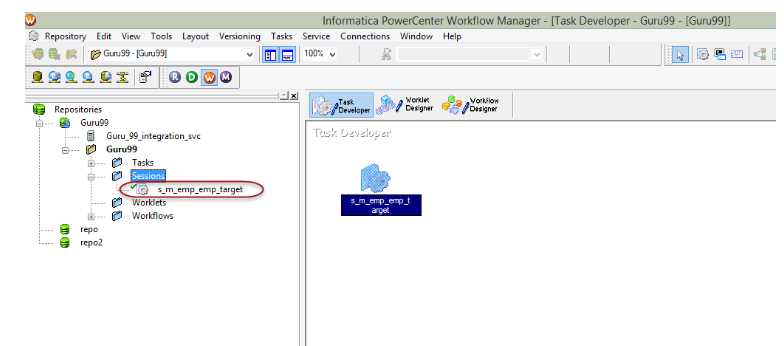 Informatica PowerCenter Workflow Manager - [Task Developer - Guru99 - [Guru99]]
Repository Edit View Tools Layout Versioning Tasks Service Connections Window Help
Guru99 - [Guru99] 100%
R D W M
Task Developer
Worklet Designer
Workflow Designer
Repositories
Guru99
Guru_99_integration_svc
Guru99
Tasks
Sessions
s_m_emp_emp_target
Worklets
Workflows
repo
repo2
Task Developer
s_m_emp_emp_t
arget